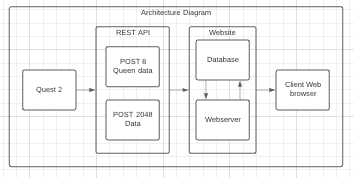 Architecture Diagram
REST API
Website
POST 8
Queen data
Database
Quest 2
Client Web
browser
POST 2048
Data
Webserver